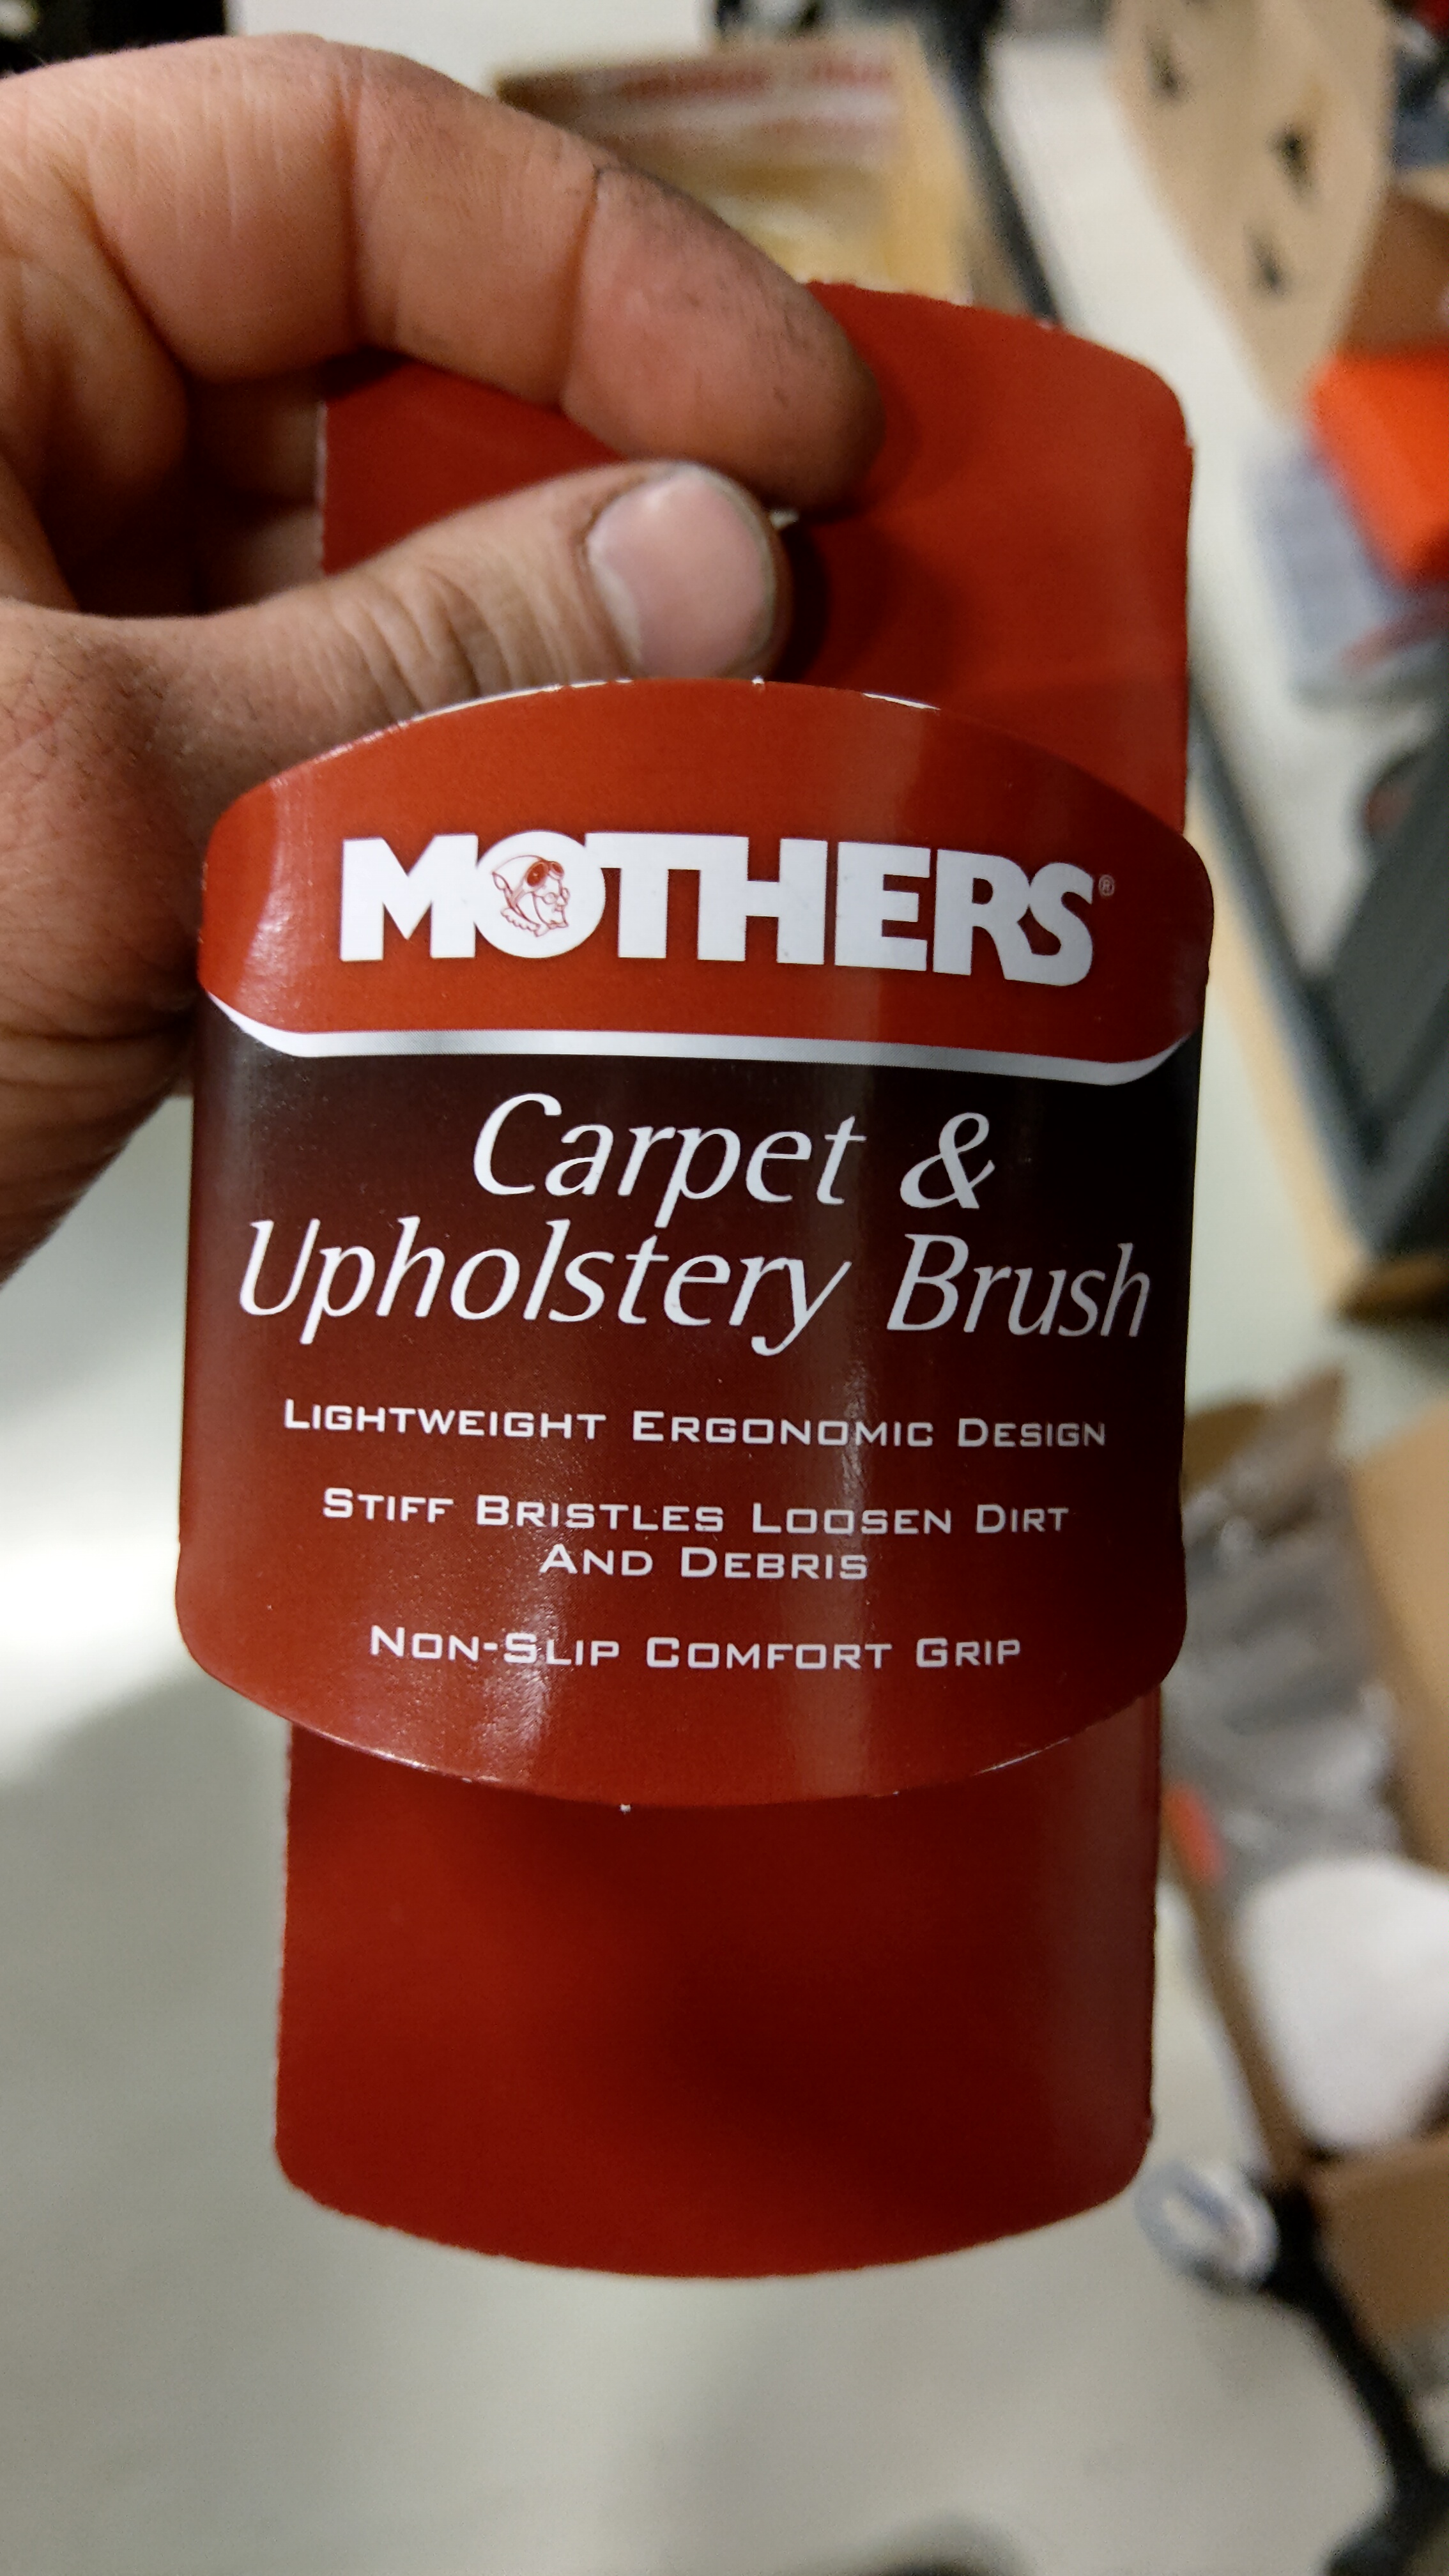 MOTHERS®
Carpet &
Upholstery Brush
LIGHTWEIGHT ERGONOMIC DESIGN
STIFF BRISTLES LOOSEN DIRT
AND DEBRIS
NON-SLIP COMFORT GRIP